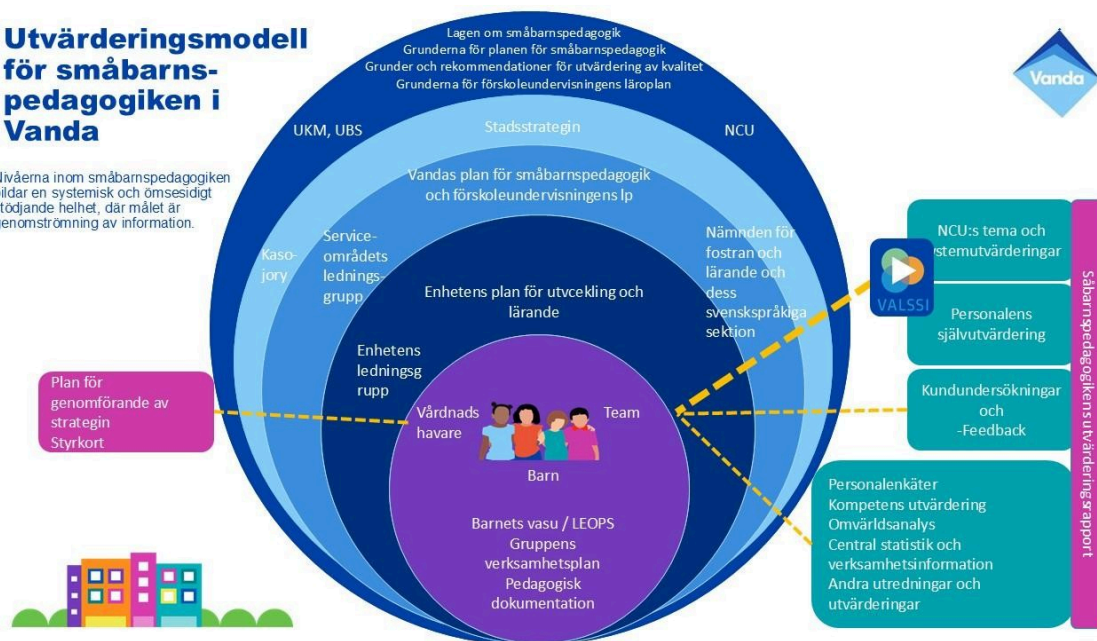 Utvärderingsmodell
för småbarns-
pedagogiken i
Vanda
Nivåerna inom småbarnspedagogiken
bildar en systemisk och ömsesidigt
stödjande helhet, där målet är
genomströmning av information.
Lagen om småbarnspedagogik
Grunderna för planen för småbarnspedagogik
Grunder och rekommendationer för utvärdering av kvalitet
Grunderna för förskoleundervisningens läroplan
UKM, UBS
NCU
Stadsstrategin
Vandas plan för småbarnspedagogik
och förskoleundervisningens lp
Kaso-
jory
Service-
områdets
lednings-
grupp
Nämnden för
fostran och
lärande och
dess
svenskspråkiga
sektion
Enhetens plan för utvcekling och
lärande
Enhetens
ledningsg
rupp
Vårdnads
havare
Team
Barn
Barnets vasu / LEOPS
Gruppens
verksamhetsplan
Pedagogisk
dokumentation
Plan för
genomförande av
strategin
Styrkort
Vanda
VALSSI
NCU:s tema och
stemutvärderingar
Personalens
självutvärdering
Kundundersökningar
och
-Feedback
Personalenkäter
Kompetens utvärdering
Omvärldsanalys
Central statistik och
verksamhetsinformation
Andra utredningar och
utvärderingar
Såbarnspedagogikens utvärderingsrapport